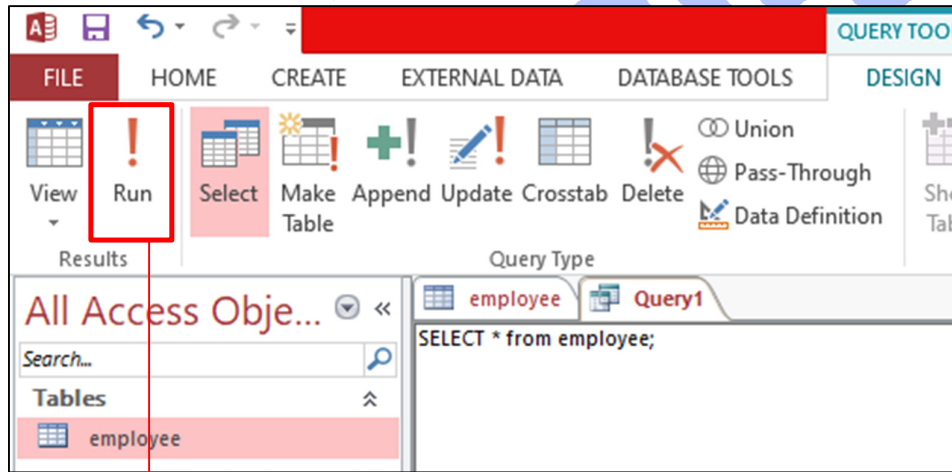 QUERY TOO
FILE HOME CREATE EXTERNAL DATA DATABASE TOOLS DESIGN
View Run Select Make Table Append Update Crosstab Delete
Union
Pass-Through
Data Definition
Sho
Tab
Results Query Type
All Access Obje... «
employee Query1
Search...
SELECT * from employee;
Tables
employee